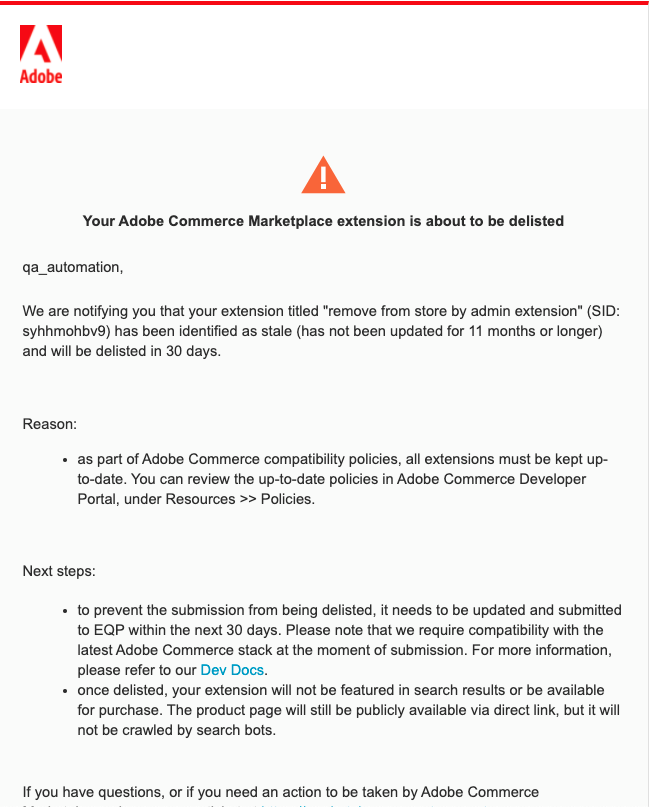 Adobe
Your Adobe Commerce Marketplace extension is about to be delisted
qa_automation,
We are notifying you that your extension titled "remove from store by admin extension" (SID:
syhhmohbv9) has been identified as stale (has not been updated for 11 months or longer)
and will be delisted in 30 days.
Reason:
• as part of Adobe Commerce compatibility policies, all extensions must be kept up-
to-date. You can review the up-to-date policies in Adobe Commerce Developer
Portal, under Resources >> Policies.
Next steps:
• to prevent the submission from being delisted, it needs to be updated and submitted
to EQP within the next 30 days. Please note that we require compatibility with the
latest Adobe Commerce stack at the moment of submission. For more information,
please refer to our Dev Docs.
• once delisted, your extension will not be featured in search results or be available
for purchase. The product page will still be publicly available via direct link, but it will
not be crawled by search bots.
If you have questions, or if you need an action to be taken by Adobe Commerce